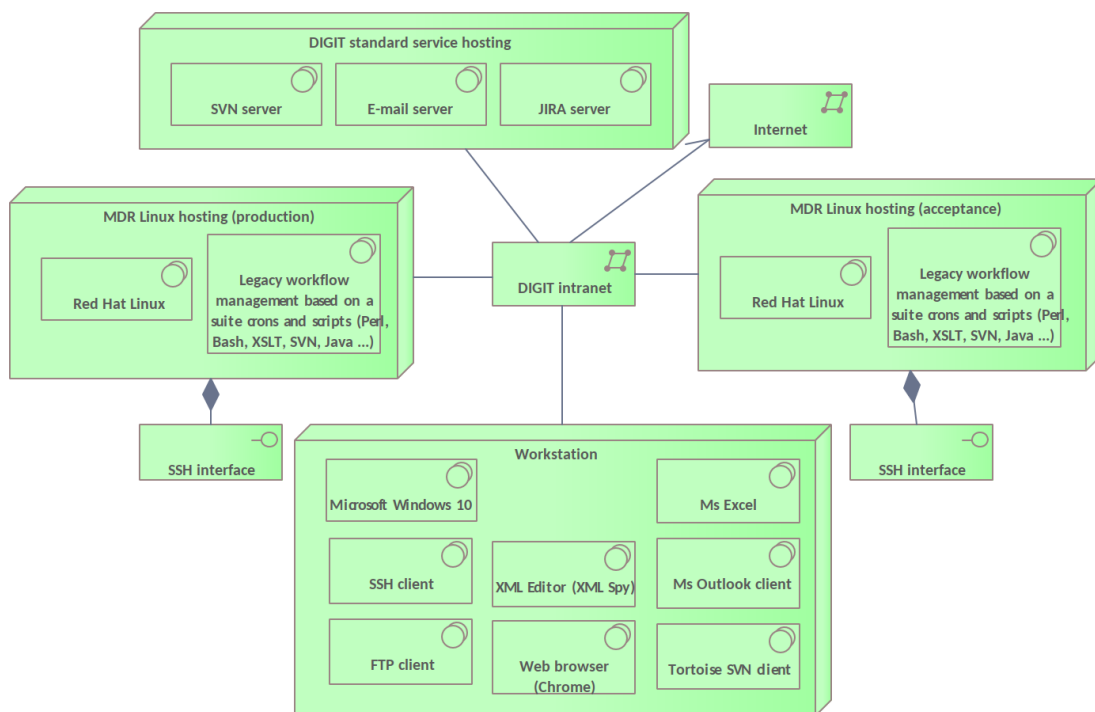 DIGIT standard service hosting
SVN server
E-mail server
JIRA server
Internet
MDR Linux hosting (production)
Red Hat Linux
Legacy workflow
management based on a
suite crons and scripts (Perl,
Bash, XSLT, SVN, Java ...)
DIGIT intranet
MDR Linux hosting (acceptance)
Red Hat Linux
Legacy workflow
management based on a
suite crons and scripts (Perl,
Bash, XSLT, SVN, Java ...)
SSH interface
SSH interface
Workstation
Microsoft Windows 10
Ms Excel
SSH client
XML Editor (XML Spy)
Ms Outlook client
FTP client
Web browser
(Chrome)
Tortoise SVN client